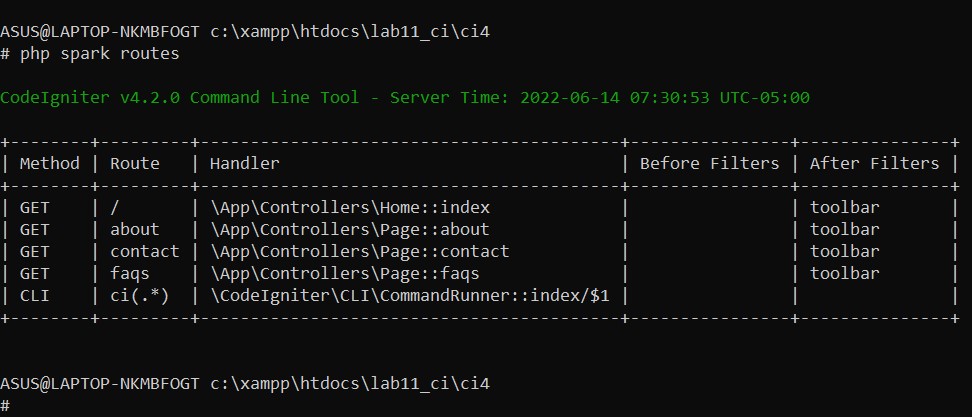 ASUS@LAPTOP-NKMBFOGT c:\xampp\htdocs\lab11_ci\ci4
# php spark routes
CodeIgniter v4.2.0 Command Line Tool - Server Time: 2022-06-14 07:30:53 UTC-05:00
+--------+---------+------------------------------------------+----------------+---------------+
| Method | Route   | Handler                                  | Before Filters | After Filters |
+--------+---------+------------------------------------------+----------------+---------------+
| GET    | /       | \App\Controllers\Home::index             |                | toolbar       |
| GET    | about   | \App\Controllers\Page::about             |                | toolbar       |
| GET    | contact | \App\Controllers\Page::contact           |                | toolbar       |
| GET    | faqs    | \App\Controllers\Page::faqs              |                | toolbar       |
| CLI    | ci(.*)  | \CodeIgniter\CLI\CommandRunner::index/$1 |                |               |
+--------+---------+------------------------------------------+----------------+---------------+
ASUS@LAPTOP-NKMBFOGT c:\xampp\htdocs\lab11_ci\ci4
#